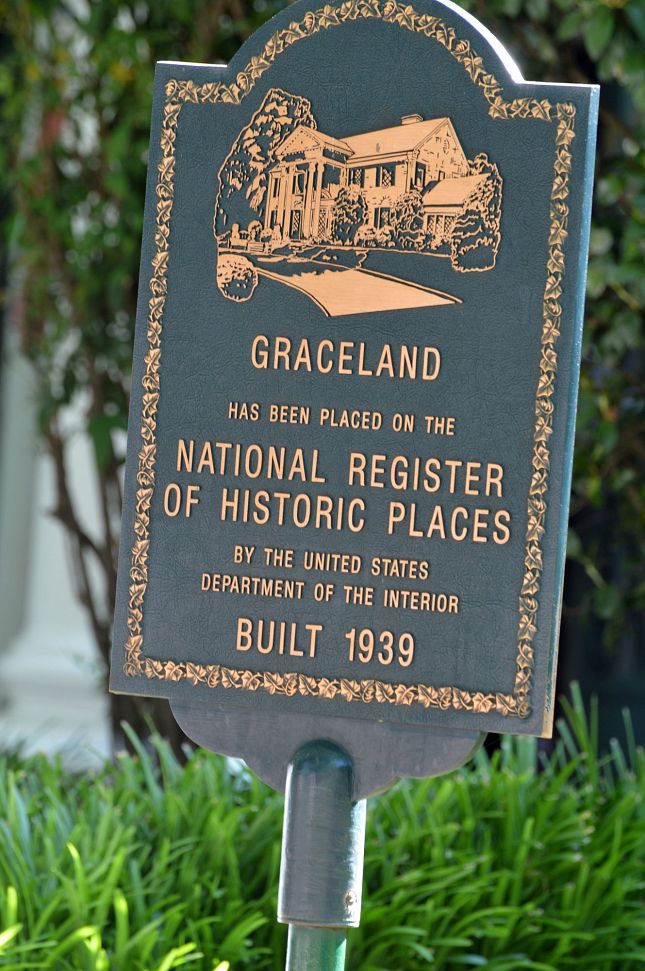 GRACELAND
HAS BEEN PLACED ON THE
NATIONAL REGISTER
OF HISTORIC PLACES
BY THE UNITED STATES
DEPARTMENT OF THE INTERIOR
BUILT 1939